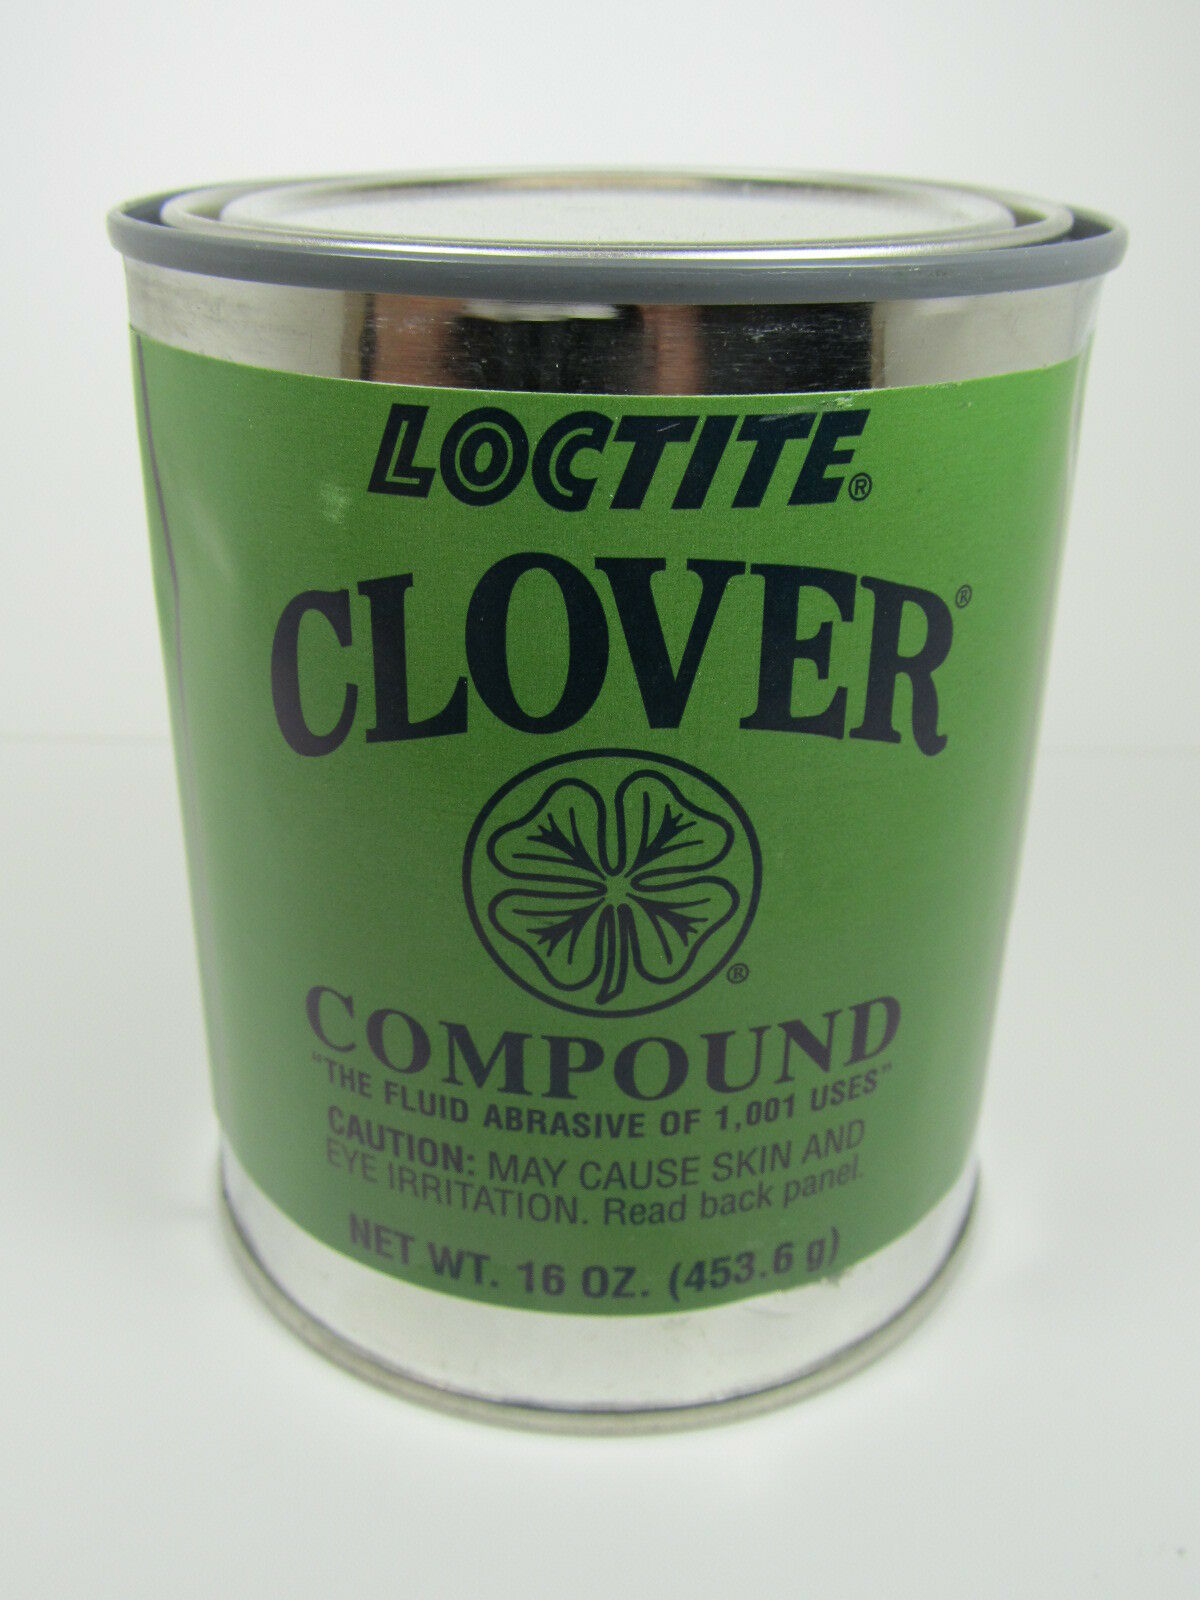 LOCTITE®
CLOVER®
®
COMPOUND
"THE FLUID ABRASIVE OF 1,001 USES"
CAUTION: MAY CAUSE SKIN AND
EYE IRRITATION. Read back panel.
NET WT. 16 OZ. (453.6 g)